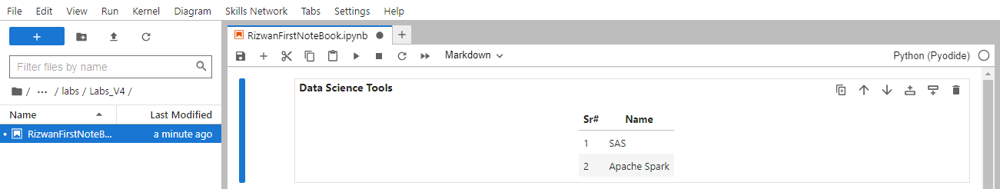 File Edit View Run Kernel Diagram Skills Network Tabs Settings Help
+
Filter files by name
/ ··· / labs / Labs_V4 /
Name Last Modified
RizwanFirstNoteB... a minute ago
RizwanFirstNoteBook.ipynb
Markdown
Python (Pyodide)
Data Science Tools
Sr# Name
1 SAS
2 Apache Spark